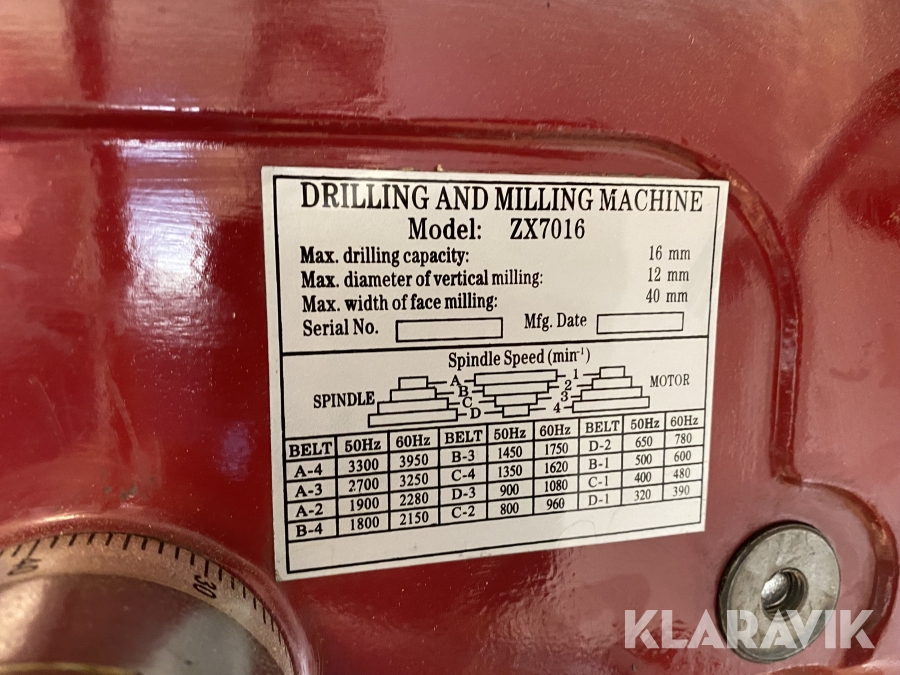 DRILLING AND MILLING MACHINE
Model: ZX7016
Max. drilling capacity: 16 mm
Max. diameter of vertical milling: 12 mm
Max. width of face milling: 40 mm
Serial No. Mfg. Date
Spindle Speed (min⁻¹)
SPINDLE A B C D 1 2 3 4 MOTOR
BELT 50Hz 60Hz BELT 50Hz 60Hz BELT 50Hz 60Hz
A-4 3300 3950 B-3 1450 1750 D-2 650 780
A-3 2700 3250 C-4 1350 1620 B-1 500 600
A-2 1900 2280 D-3 900 1080 C-1 400 480
B-4 1800 2150 C-2 800 960 D-1 320 390
40 30
KLARAVIK